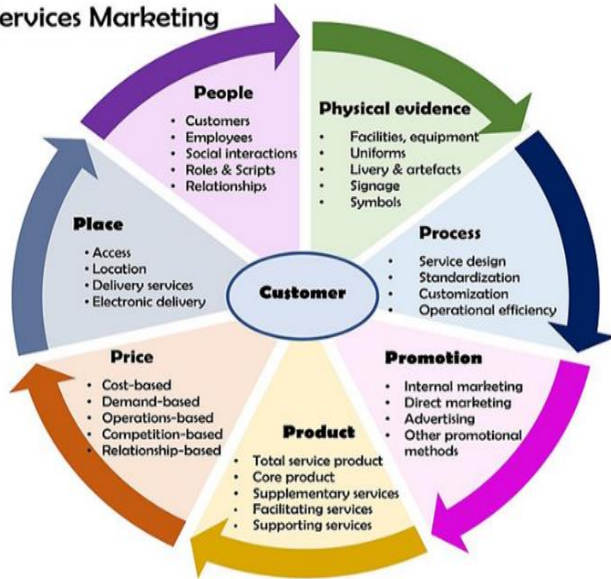 ervices Marketing
People
• Customers
• Employees
• Social interactions
• Roles & Scripts
• Relationships
Physical evidence
• Facilities, equipment
• Uniforms
• Livery & artefacts
• Signage
• Symbols
Process
• Service design
• Standardization
• Customization
• Operational efficiency
Promotion
• Internal marketing
• Direct marketing
• Advertising
• Other promotional
methods
Product
• Total service product
• Core product
• Supplementary services
• Facilitating services
• Supporting services
Price
• Cost-based
• Demand-based
• Operations-based
• Competition-based
• Relationship-based
Place
• Access
• Location
• Delivery services
• Electronic delivery
Customer